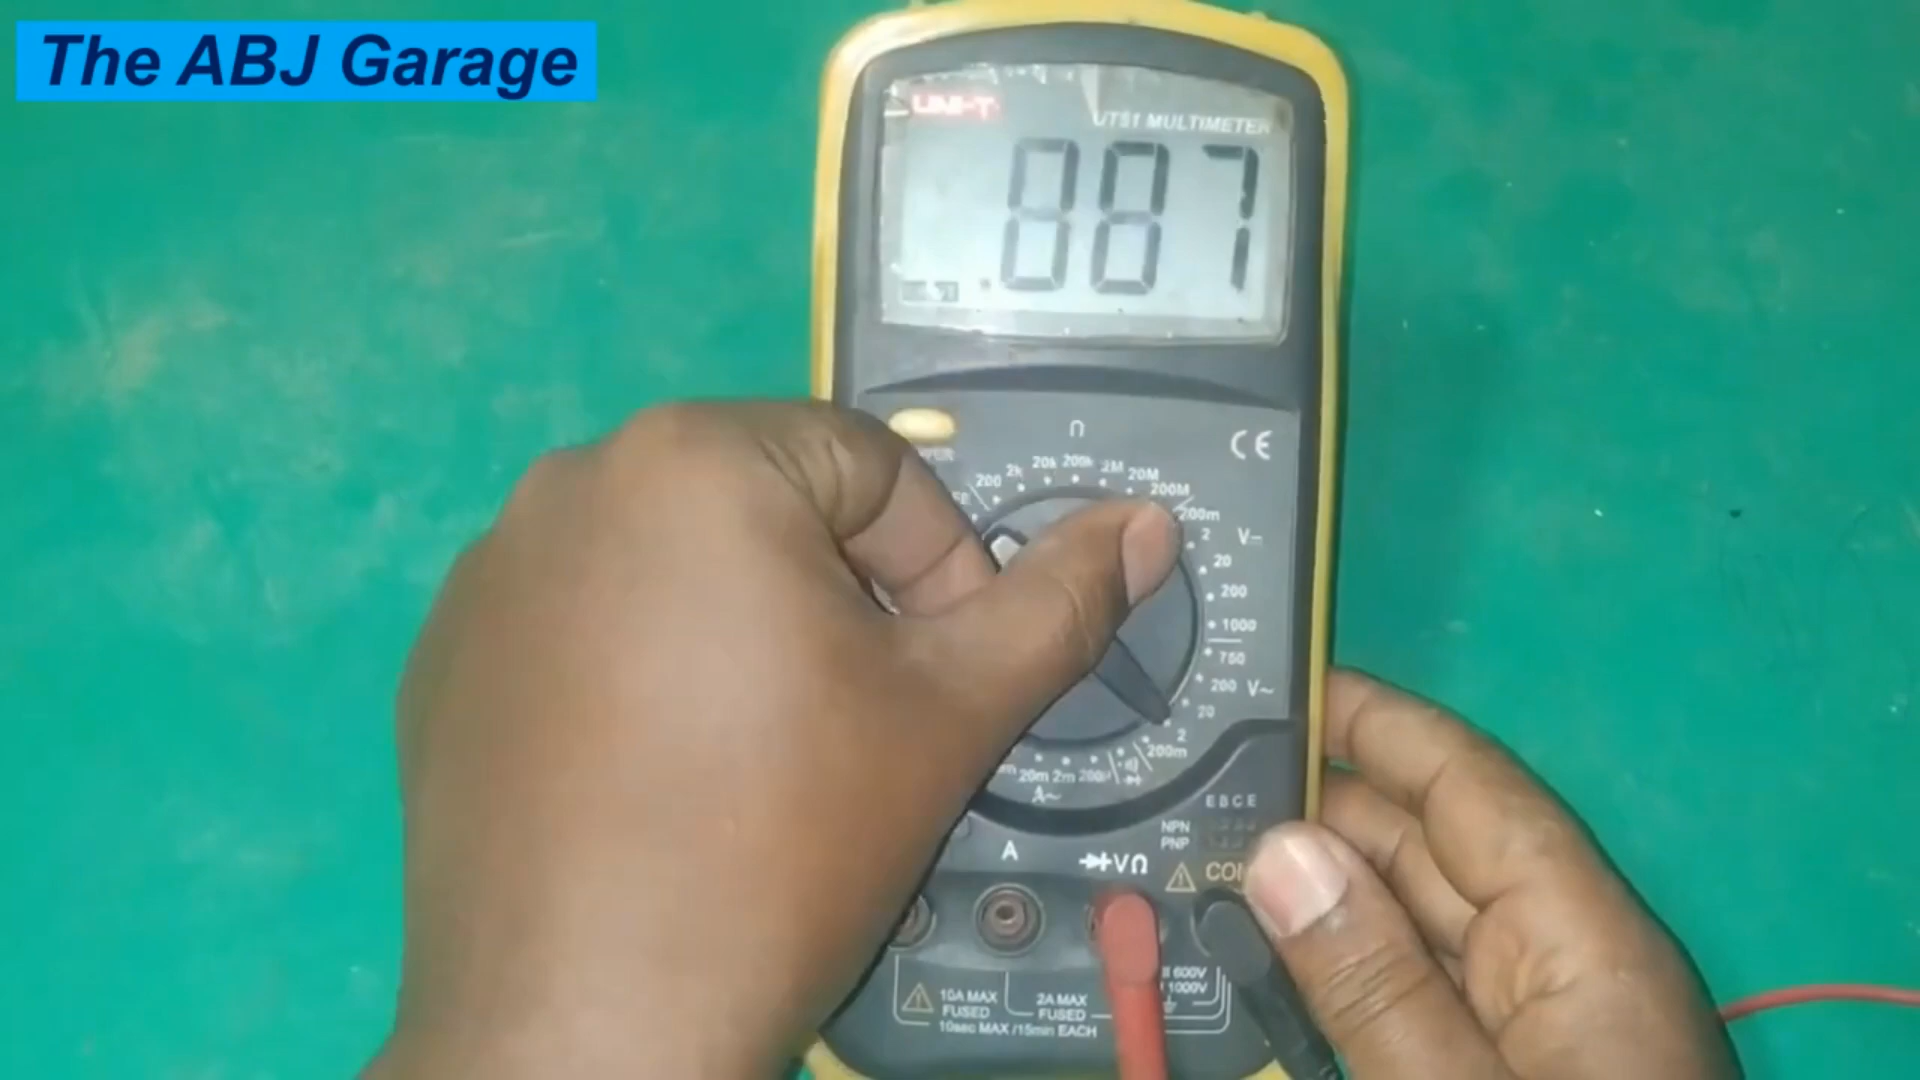 The ABJ Garage
UNI-T
UT51 MULTIMETER
.887
Ω
CE
200 2k 20k 200k 2M 20M 200M
200m
2 V⎓
20
200
1000
750
200 V~
20
2
200m
20m 2m 200µ
A~
E B C E
NPN
PNP
A
VΩ
10A MAX
FUSED
2A MAX
FUSED
10sec MAX /15min EACH
600V
1000V